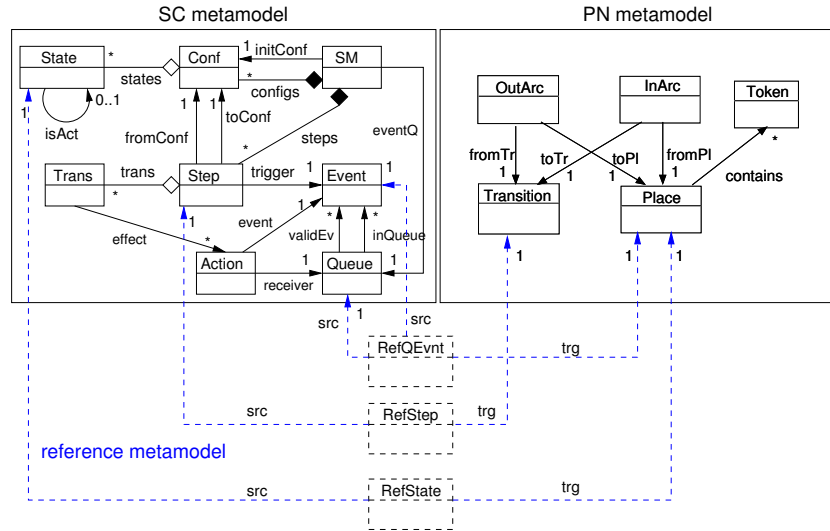 SC metamodel
PN metamodel
State
*
states
Conf
1
initConf
SM
*
configs
1
0..1
isAct
1
1
fromConf
toConf
*
steps
eventQ
OutArc
InArc
Token
*
fromTr
1
toTr
1
toPl
1
fromPl
1
contains
Trans
*
trans
Step
trigger
1
Event
1
Transition
Place
1
event
1
effect
*
validEv
*
inQueue
*
1
1
1
Action
1
receiver
Queue
1
src
1
src
RefQEvnt
trg
src
RefStep
trg
reference metamodel
src
RefState
trg